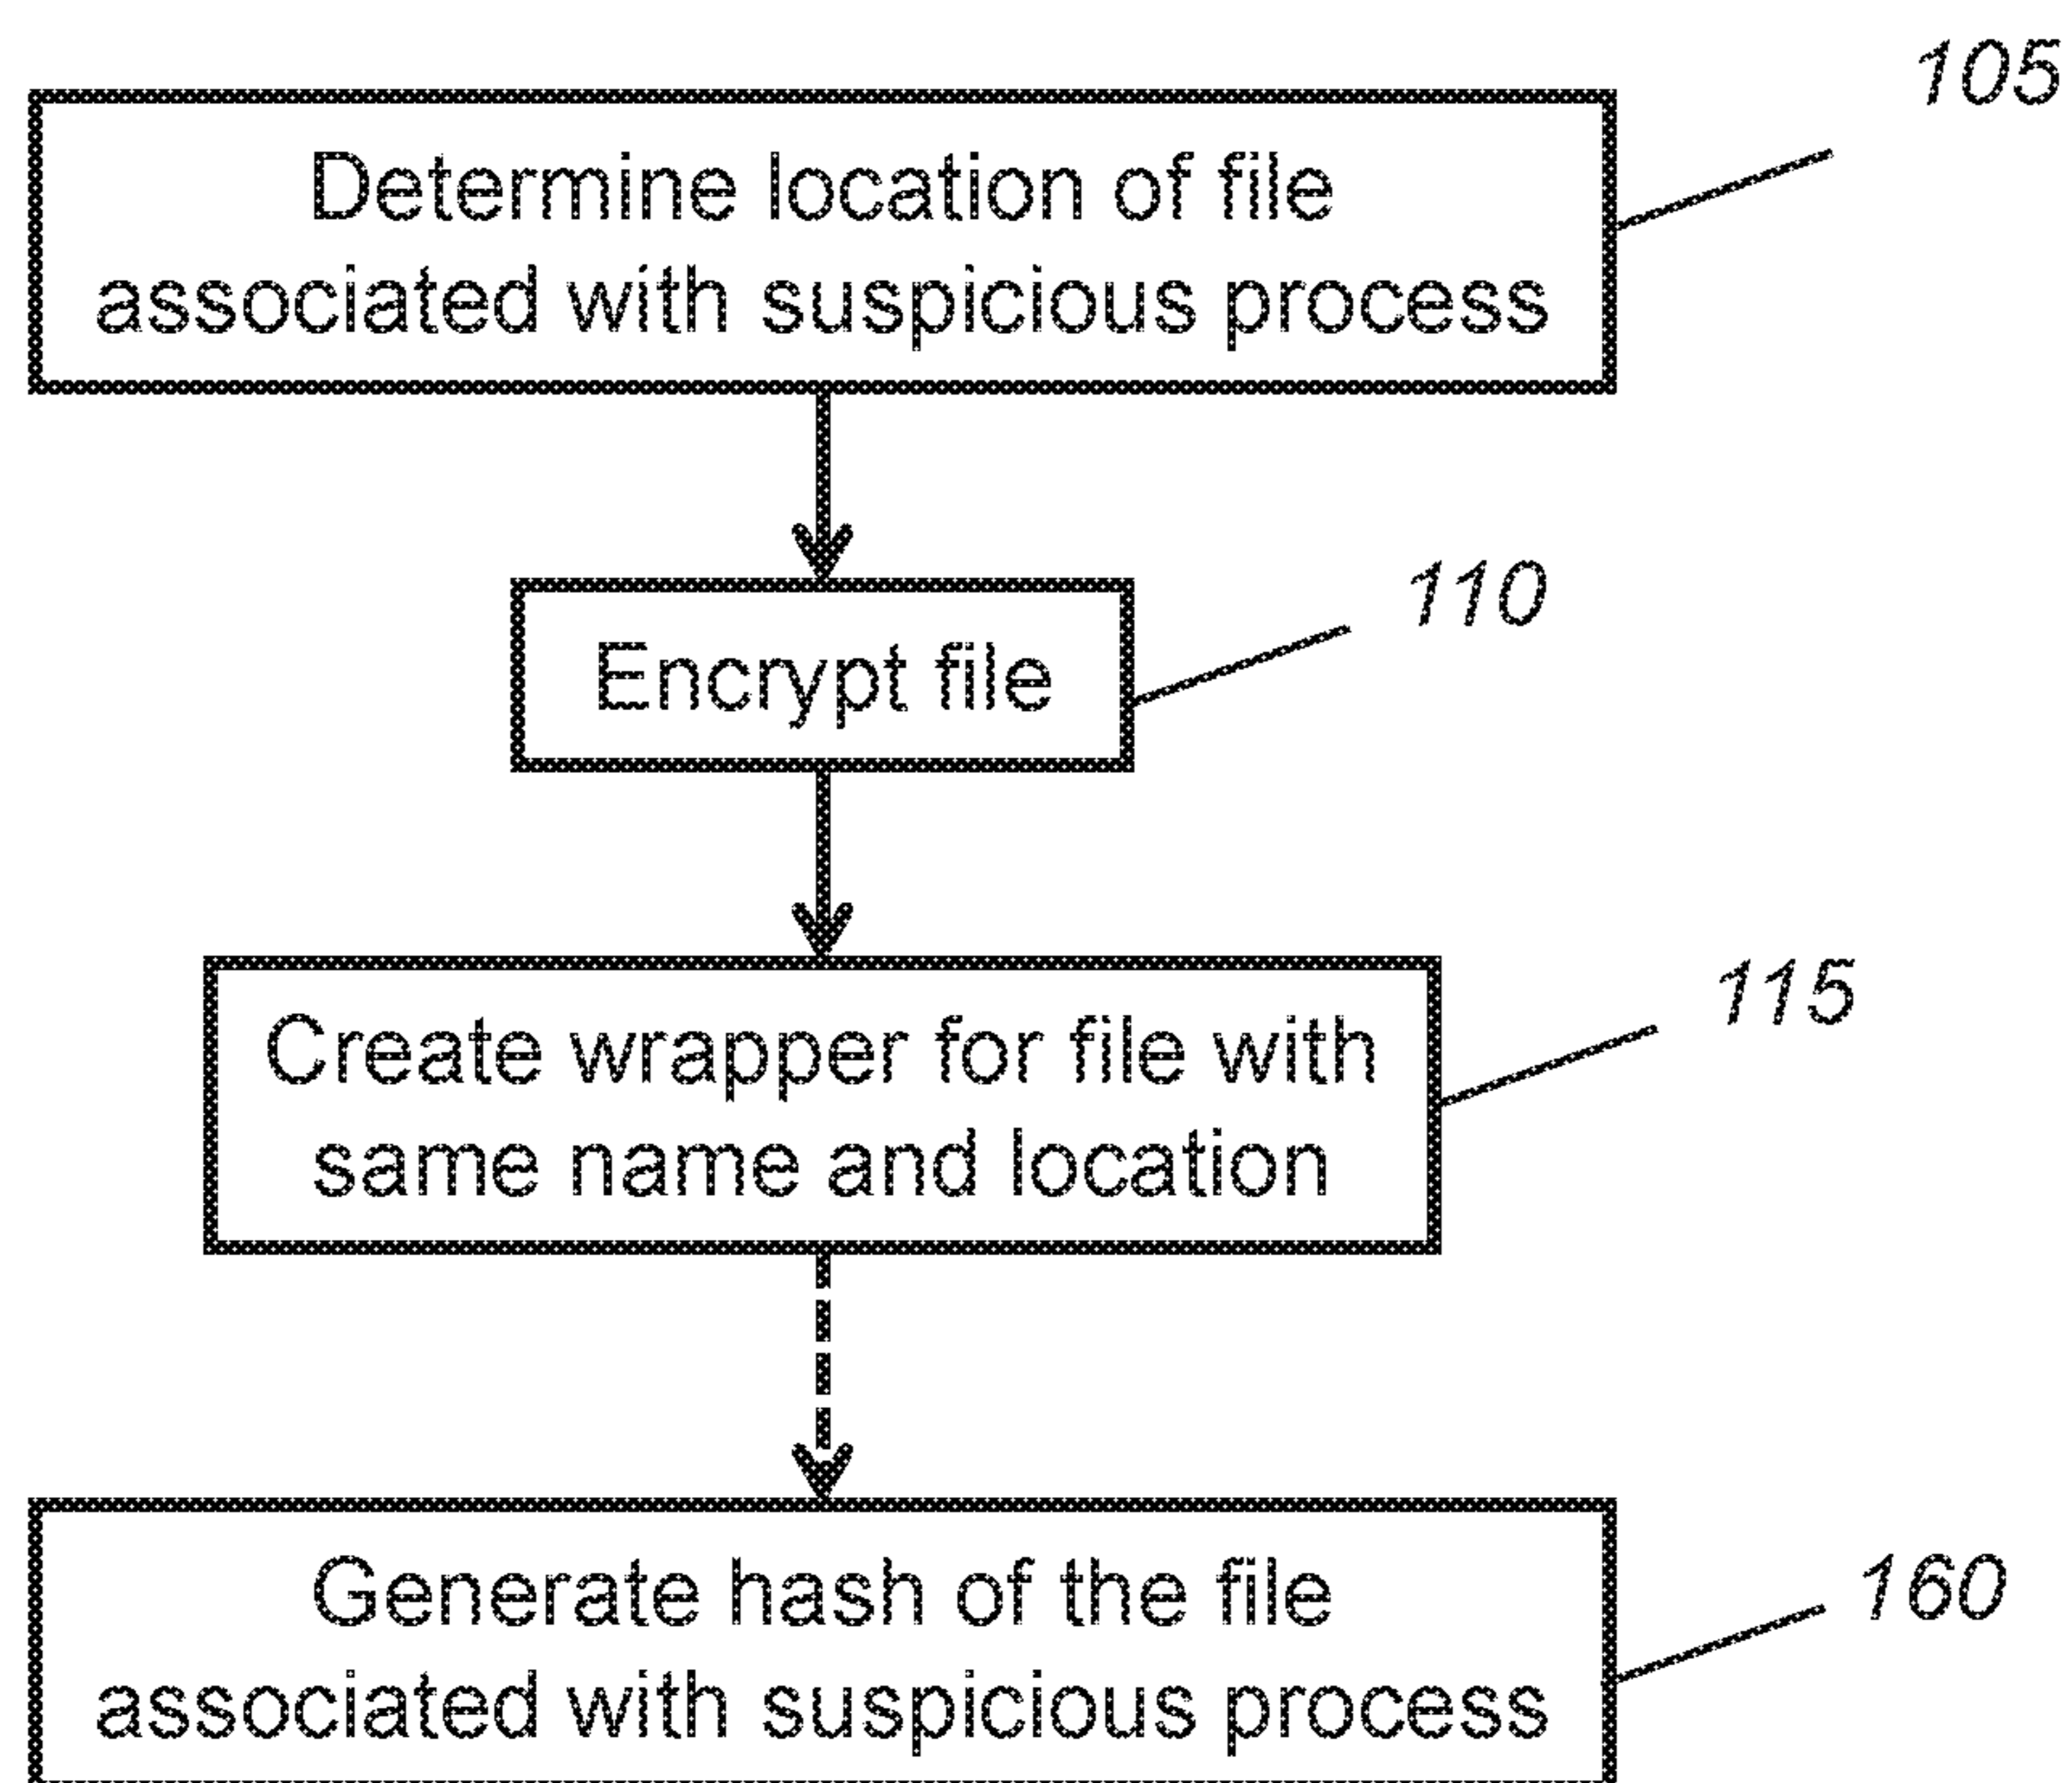 105
Determine location of file
associated with suspicious process
110
Encrypt file
115
Create wrapper for file with
same name and location
160
Generate hash of the file
associated with suspicious process